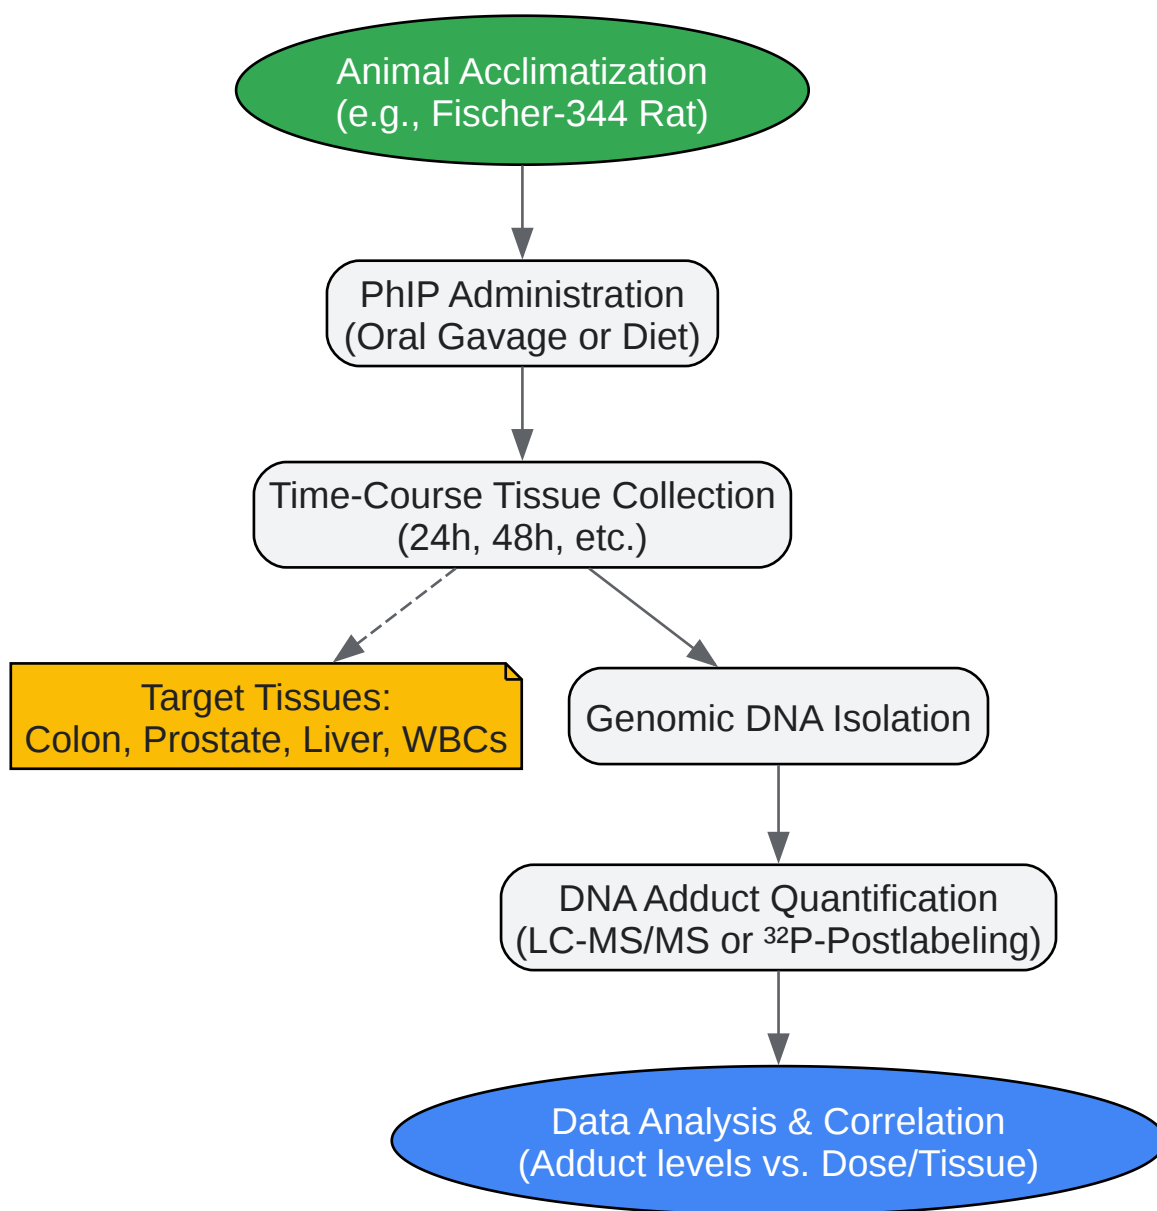 Animal Acclimatization
(e.g., Fischer-344 Rat)
PhIP Administration
(Oral Gavage or Diet)
Time-Course Tissue Collection
(24h, 48h, etc.)
Target Tissues:
Colon, Prostate, Liver, WBCs
Genomic DNA Isolation
DNA Adduct Quantification
(LC-MS/MS or ³²P-Postlabeling)
Data Analysis & Correlation
(Adduct levels vs. Dose/Tissue)